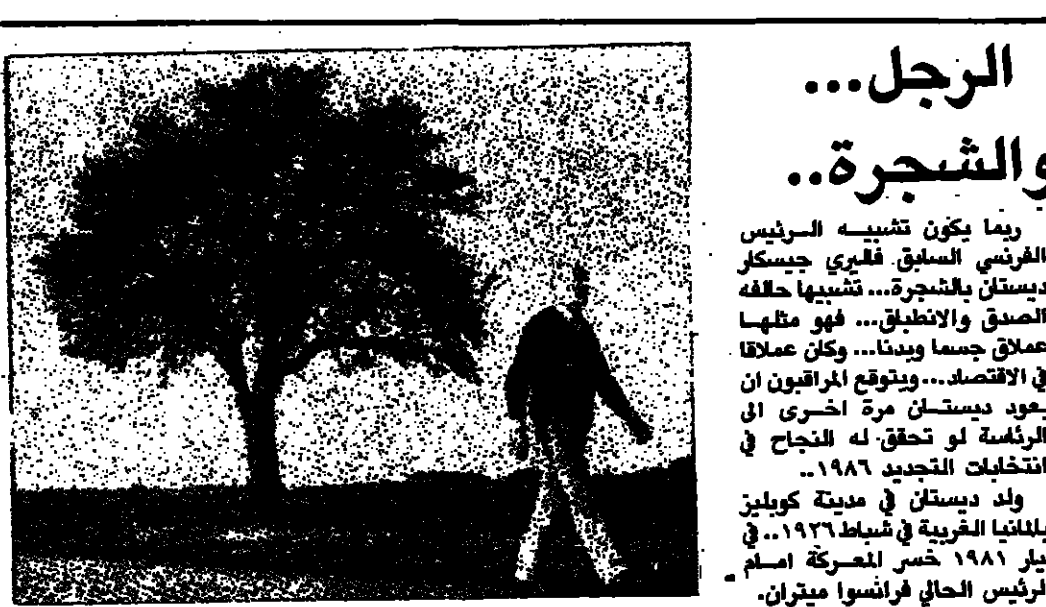 الرجل...
والشجرة..
ربما يكون تشبيه الرئيس
الفرنسي السابق فاليري جيسكار
ديستان بالشجرة... تشبيها حالفه
الصدق والانطباق... فهو مثلها
عملاق جسما وبدنا... وكان عملاقا
في الاقتصاد... ويتوقع المراقبون ان
يعود ديستان مرة اخرى الى
الرئاسة لو تحقق له النجاح في
انتخابات التجديد ١٩٨٦..
ولد ديستان في مدينة كوبليز
بالمانيا الغربية في شباط ١٩٢٦.. في
يار ١٩٨١ خسر المعركة امام
لرئيس الحالي فرانسوا ميتران.